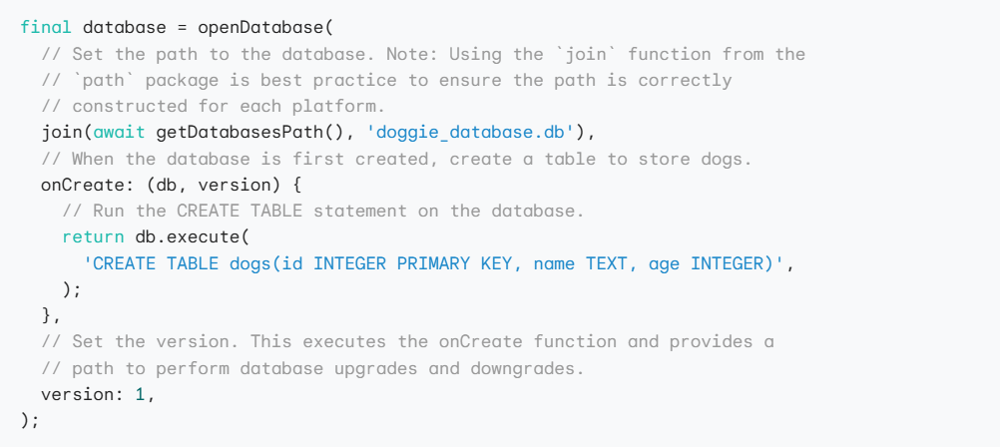 final database = openDatabase(
  // Set the path to the database. Note: Using the `join` function from the
  // `path` package is best practice to ensure the path is correctly
  // constructed for each platform.
  join(await getDatabasesPath(), 'doggie_database.db'),
  // When the database is first created, create a table to store dogs.
  onCreate: (db, version) {
    // Run the CREATE TABLE statement on the database.
    return db.execute(
      'CREATE TABLE dogs(id INTEGER PRIMARY KEY, name TEXT, age INTEGER)',
    );
  },
  // Set the version. This executes the onCreate function and provides a
  // path to perform database upgrades and downgrades.
  version: 1,
);